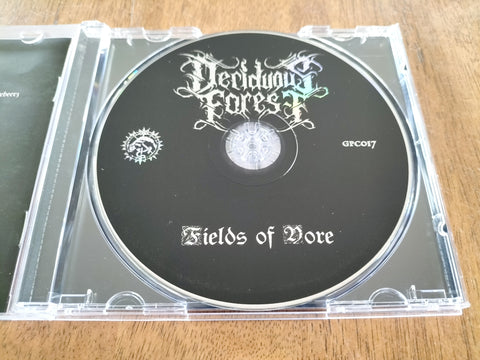 Deciduous
Forest
GPC017
Fields of Yore